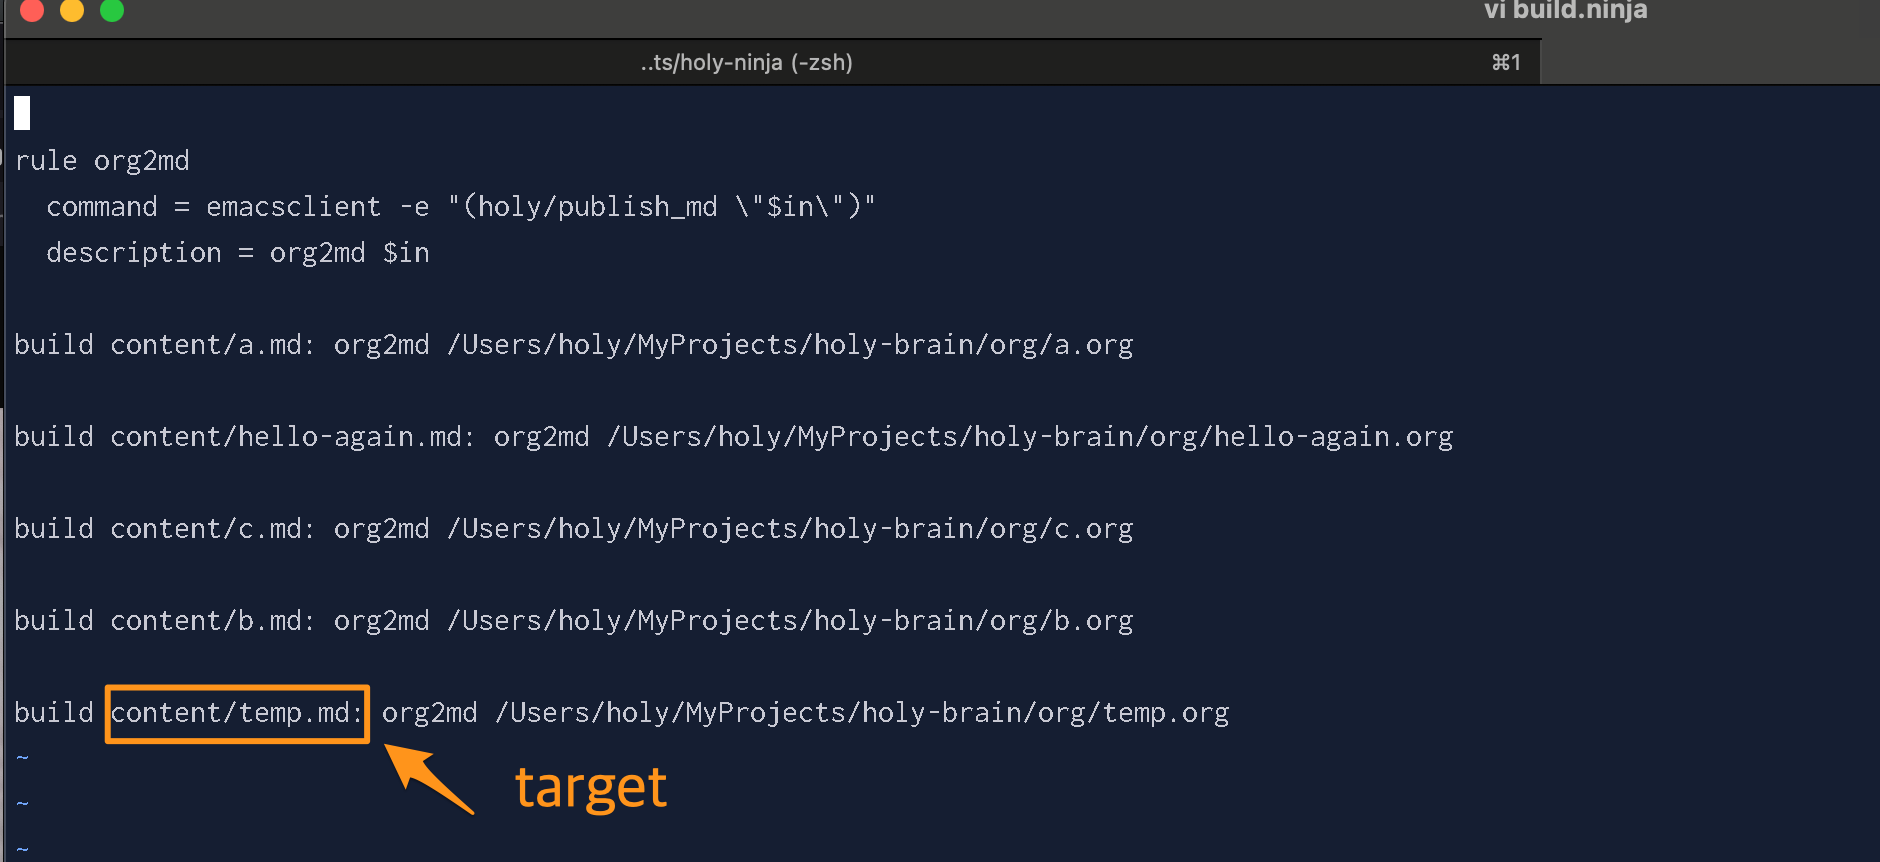 vi build.ninja
..ts/holy-ninja (-zsh) ⌘1
rule org2md
command = emacsclient -e "(holy/publish_md \"$in\")"
description = org2md $in
build content/a.md: org2md /Users/holy/MyProjects/holy-brain/org/a.org
build content/hello-again.md: org2md /Users/holy/MyProjects/holy-brain/org/hello-again.org
build content/c.md: org2md /Users/holy/MyProjects/holy-brain/org/c.org
build content/b.md: org2md /Users/holy/MyProjects/holy-brain/org/b.org
build content/temp.md: org2md /Users/holy/MyProjects/holy-brain/org/temp.org
~
target
~
~